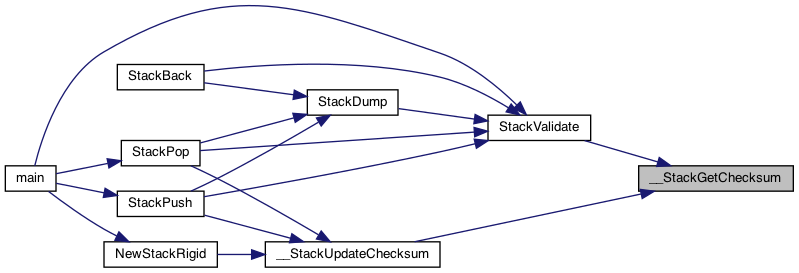 StackBack
StackDump
StackValidate
StackPop
main
__StackGetChecksum
StackPush
NewStackRigid
__StackUpdateChecksum